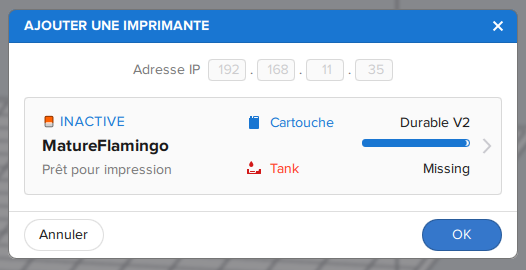 AJOUTER UNE IMPRIMANTE
Adresse IP 192 . 168 . 11 . 35
INACTIVE
MatureFlamingo
Prêt pour impression
Cartouche Durable V2
Tank Missing
Annuler OK